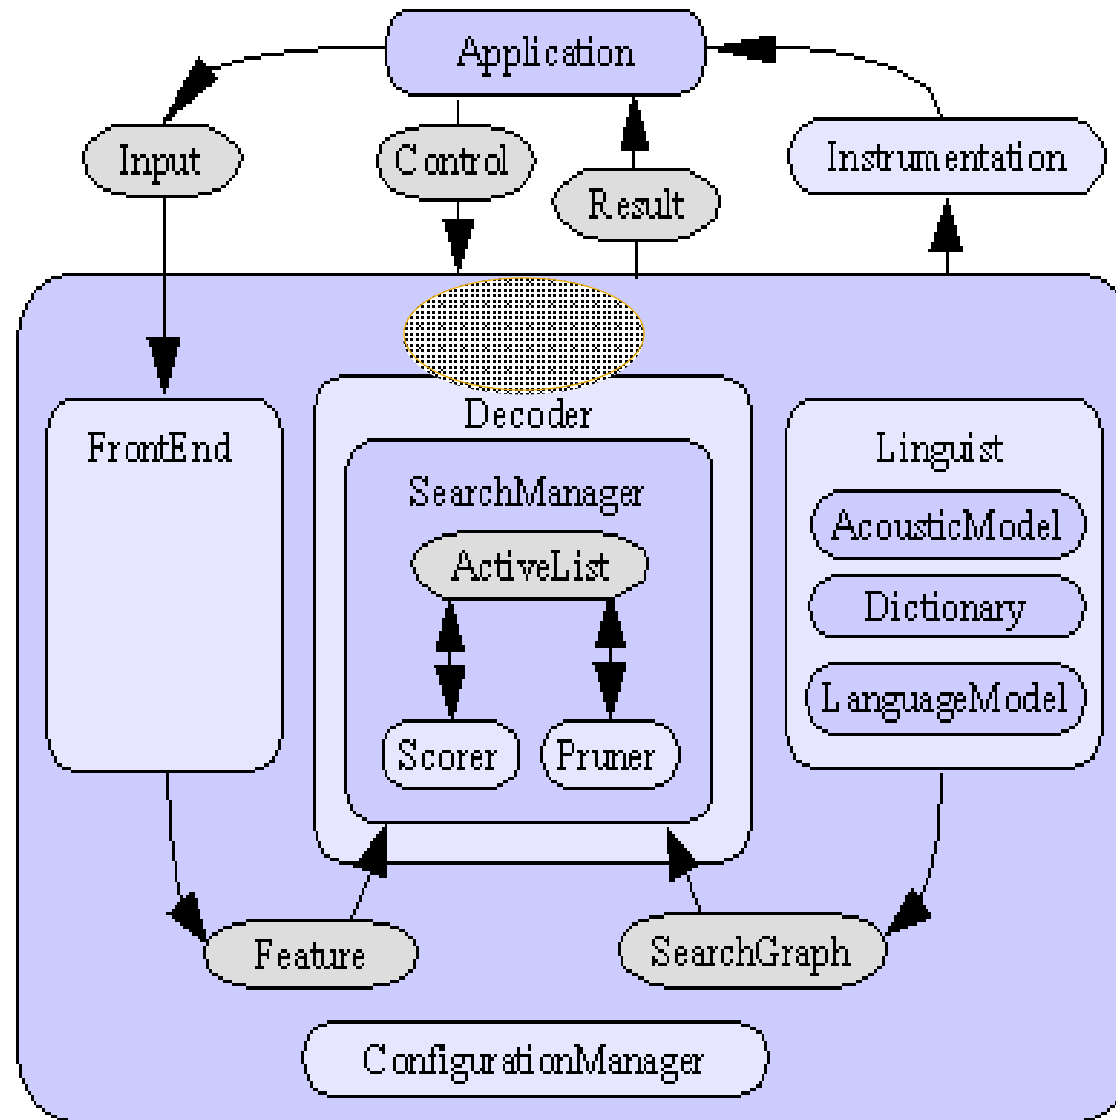 Application
Input
Control
Result
Instrumentation
Decoder
FrontEnd
SearchManager
ActiveList
Scorer
Pruner
Linguist
AcousticModel
Dictionary
LanguageModel
Feature
SearchGraph
ConfigurationManager